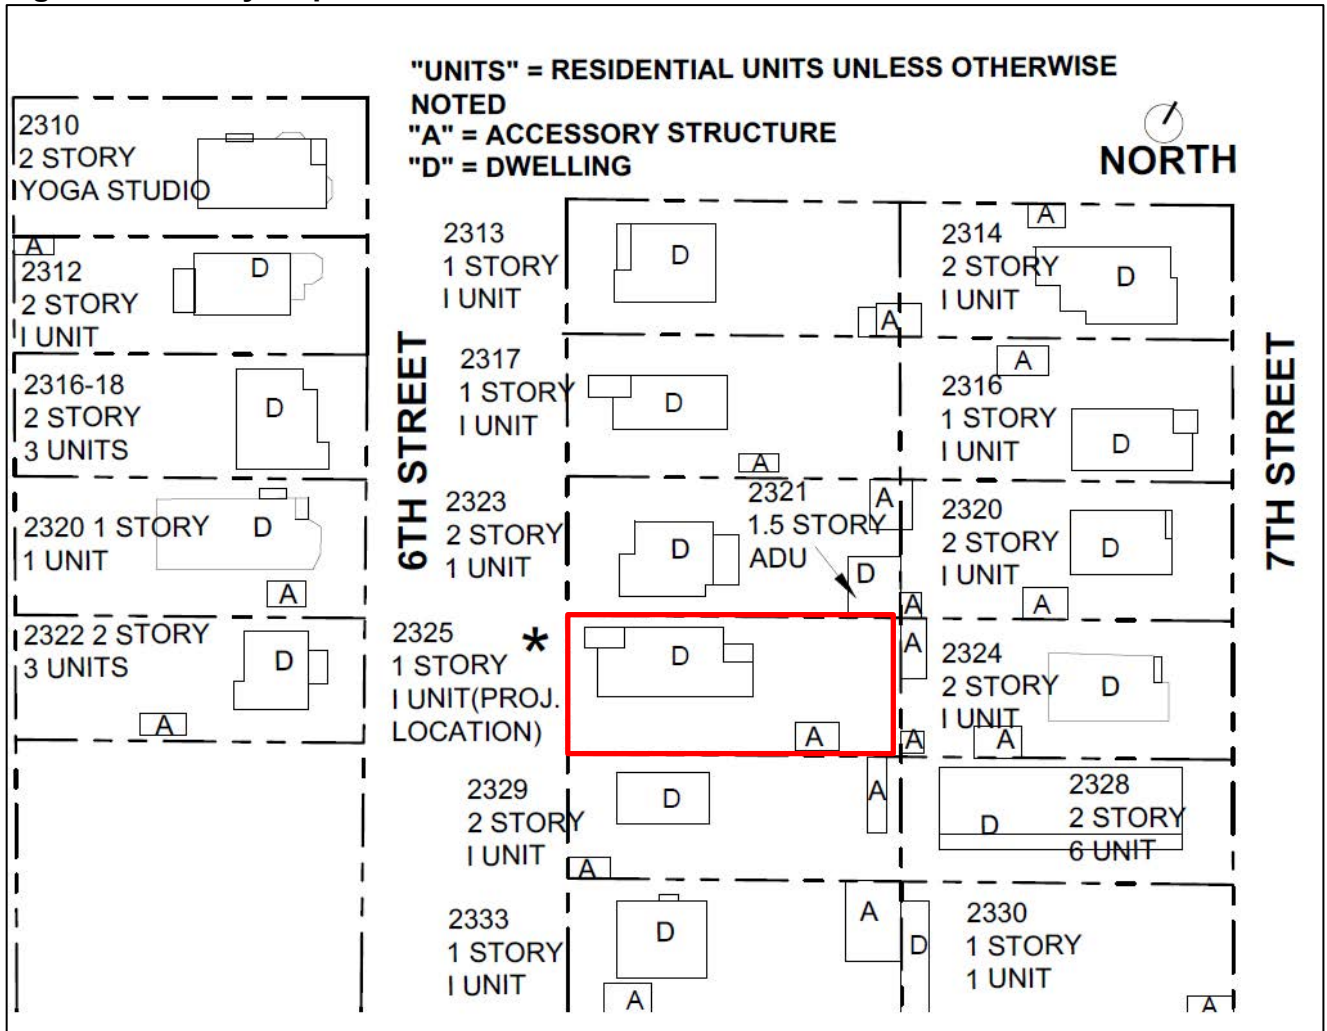 "UNITS" = RESIDENTIAL UNITS UNLESS OTHERWISE
NOTED
"A" = ACCESSORY STRUCTURE
"D" = DWELLING
NORTH
2310
2 STORY
YOGA STUDIO
A
2312
2 STORY
I UNIT
D
2316-18
2 STORY
3 UNITS
D
2320 1 STORY
1 UNIT
D
A
2322 2 STORY
3 UNITS
D
A
6TH STREET
2313
1 STORY
I UNIT
D
A
2317
1 STORY
I UNIT
D
A
2323
2 STORY
1 UNIT
D
2321
1.5 STORY
ADU
A
D
2325
1 STORY
I UNIT(PROJ.
LOCATION)
*
D
A
2329
2 STORY
I UNIT
D
A
A
2333
1 STORY
I UNIT
D
A
A
2314
2 STORY
I UNIT
A
D
2316
1 STORY
I UNIT
A
D
2320
2 STORY
I UNIT
D
A
A
2324
2 STORY
I UNIT
A
D
A
A
2328
2 STORY
6 UNIT
D
2330
1 STORY
1 UNIT
D
A
7TH STREET